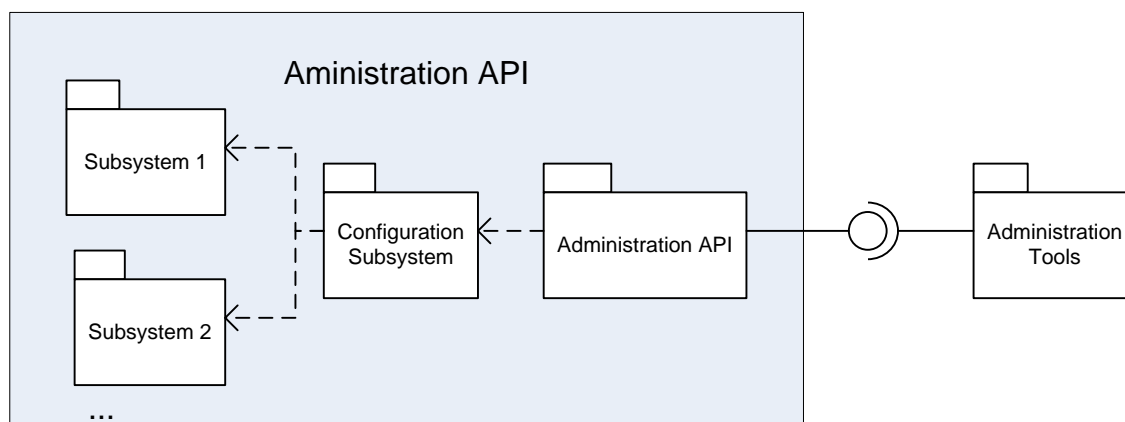 Aministration API
Subsystem 1
Configuration
Subsystem
Administration API
Administration
Tools
Subsystem 2
...